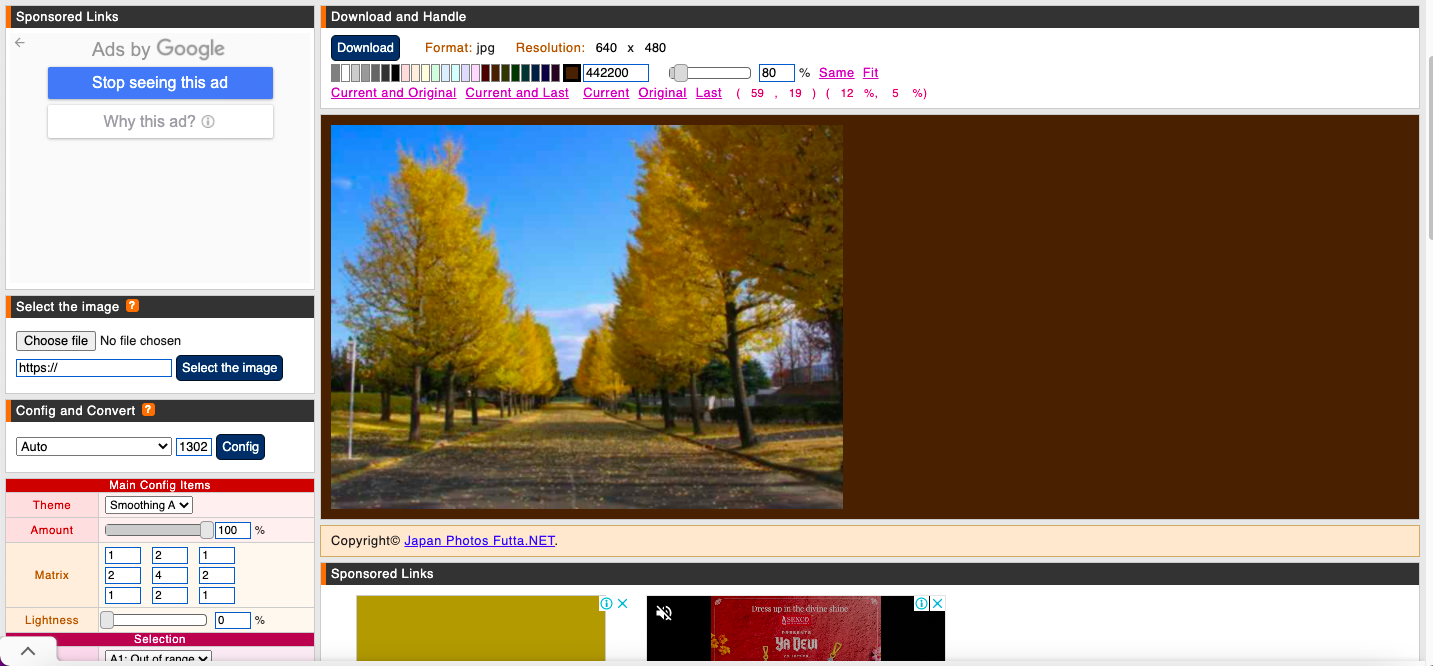 Sponsored Links
Ads by Google
Stop seeing this ad
Why this ad?
Select the image ?
Choose file No file chosen
https://
Select the image
Config and Convert ?
Auto 1302 Config
Main Config Items
Theme Smoothing A
Amount 100 %
Matrix
1 2 1
2 4 2
1 2 1
Lightness 0 %
Selection
A1: Out of range
Download and Handle
Download Format: jpg Resolution: 640 x 480
442200 80 % Same Fit
Current and Original Current and Last Current Original Last ( 59 , 19 ) ( 12 %, 5 %)
Copyright© Japan Photos Futta.NET.
Sponsored Links
Dress up in the divine shine
SENCO
PRESENTS
YA DEVI